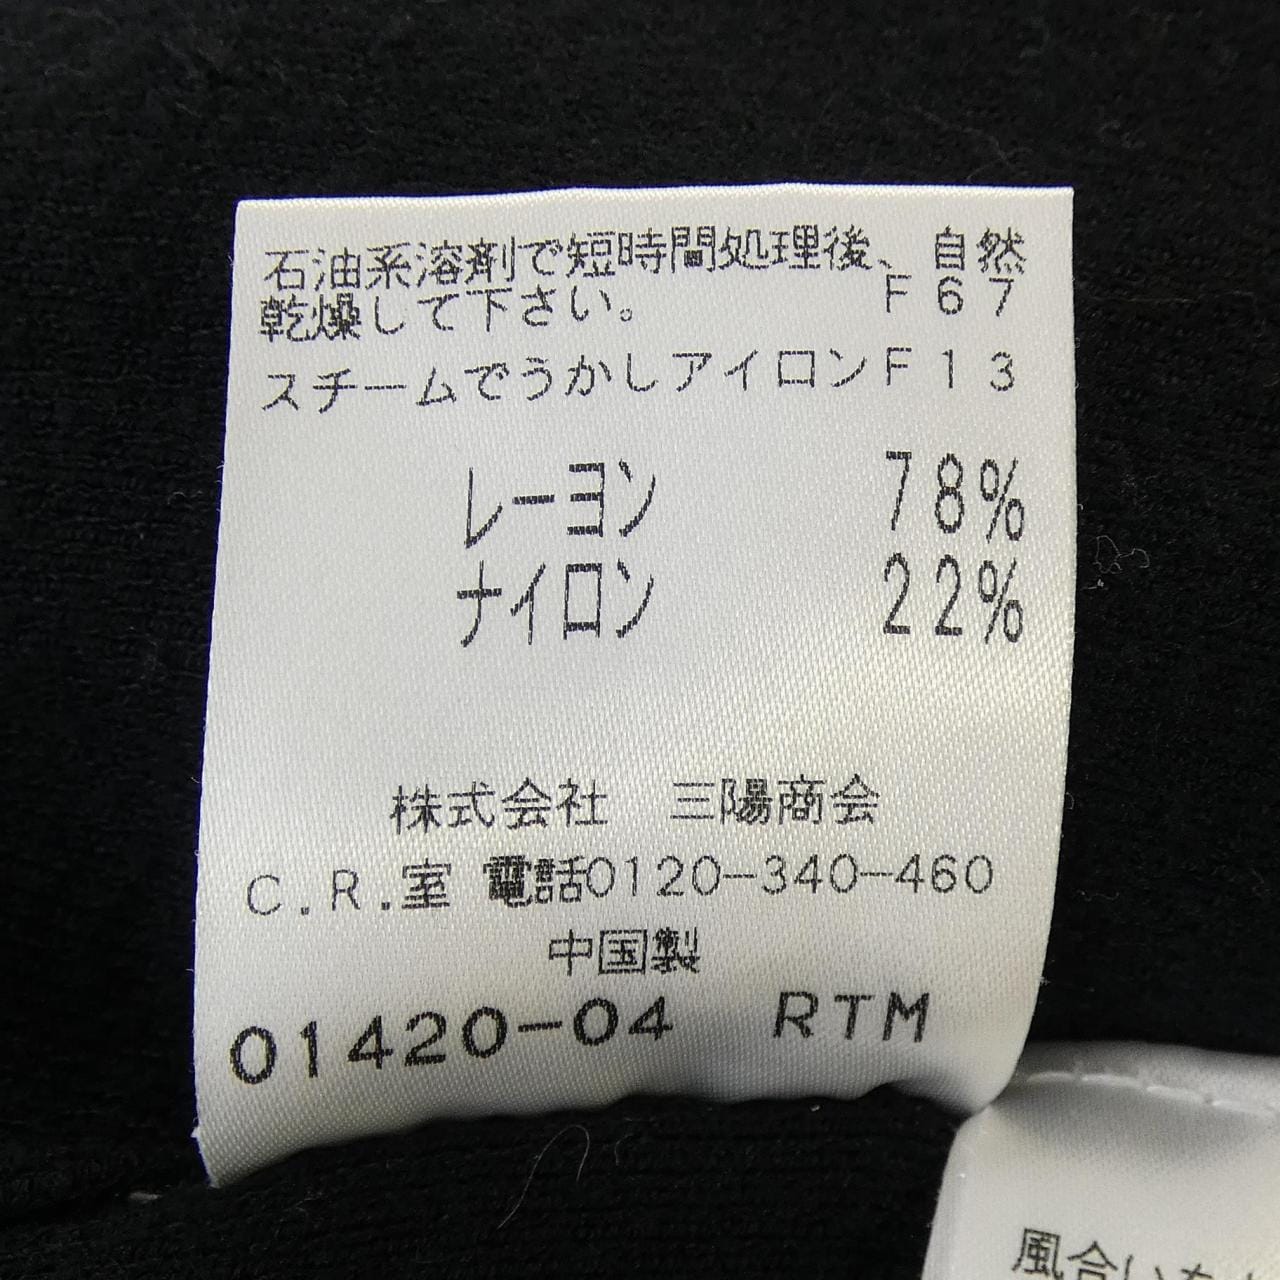 石油系溶剤で短時間処理後、自然
乾燥して下さい。 F67
スチームでうかしアイロンF13
レーヨン 78%
ナイロン 22%
株式会社 三陽商会
C.R.室 電話0120-340-460
中国製
01420-04 RTM
風合い